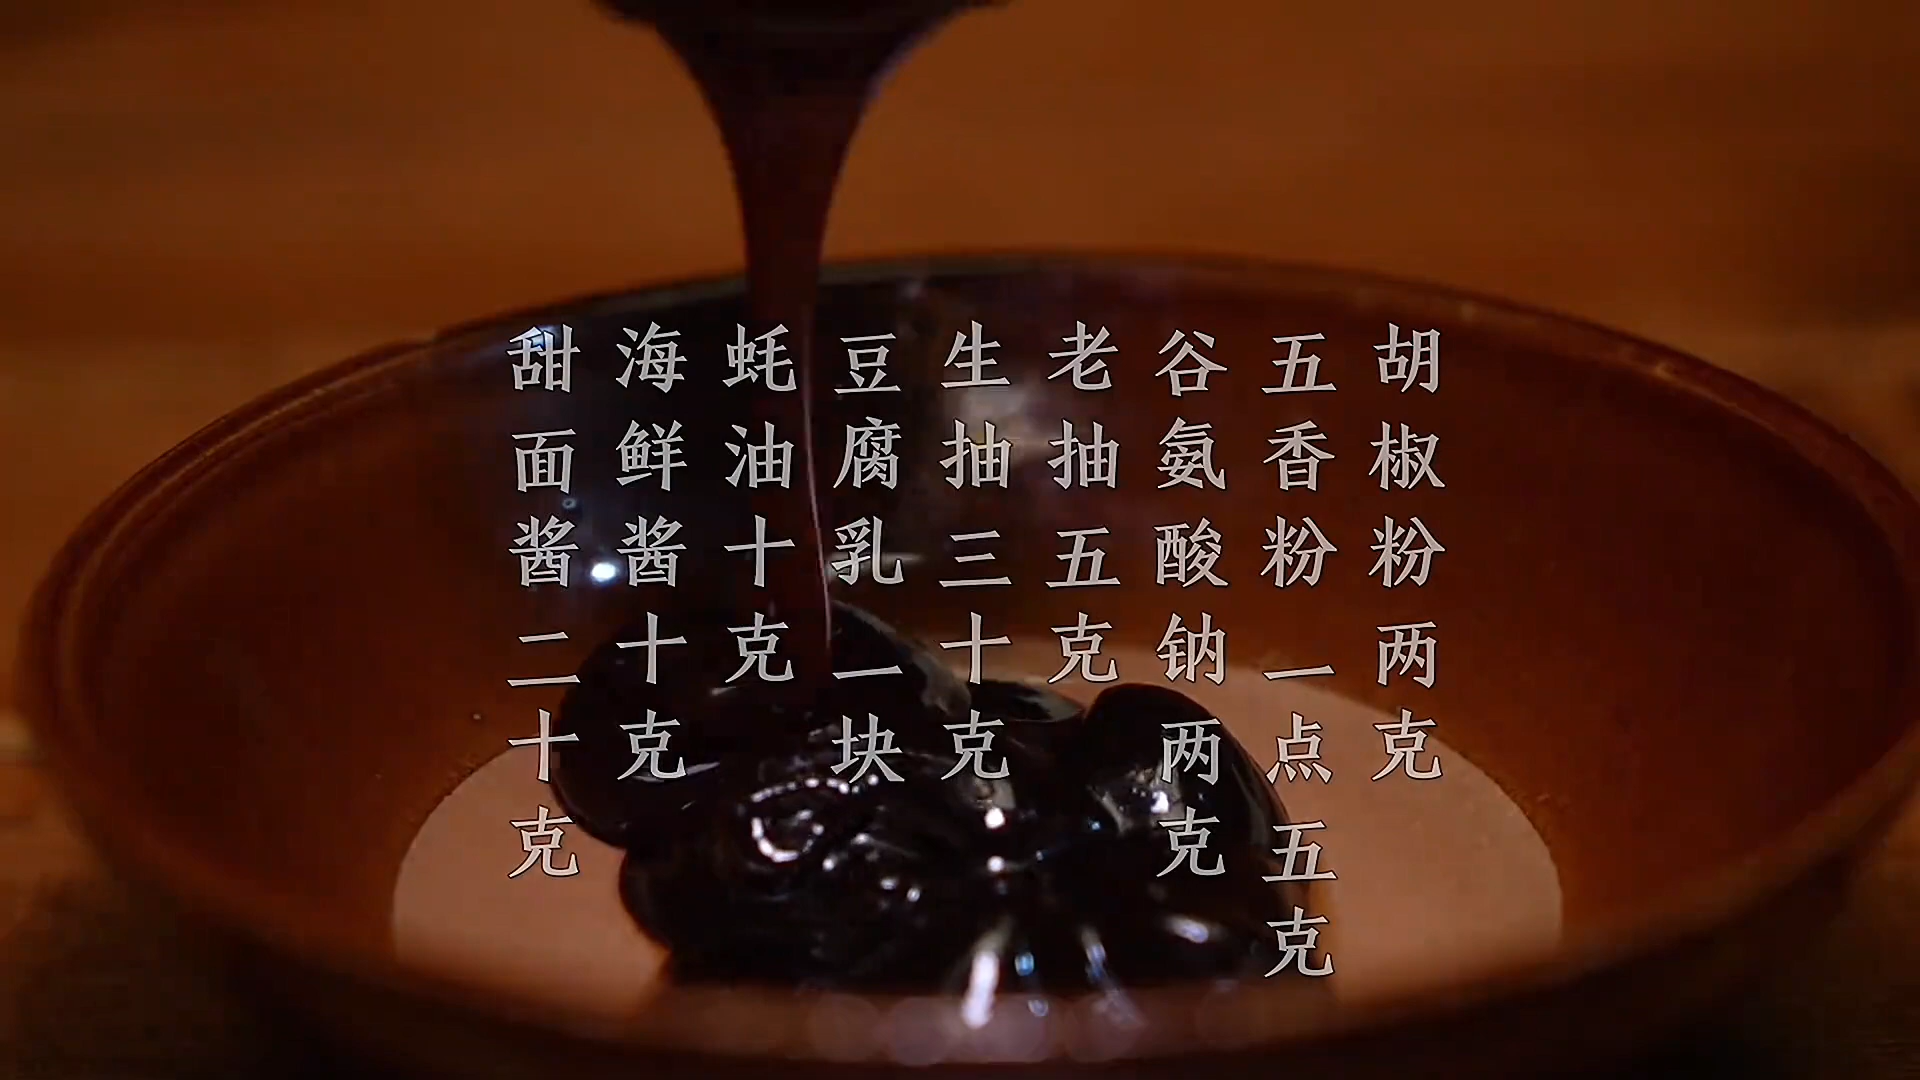 甜面酱二十克
海鲜酱十克
蚝油十克
豆腐乳一块
生抽三十克
老抽五克
谷氨酸钠两克
五香粉一点五克
胡椒粉两克